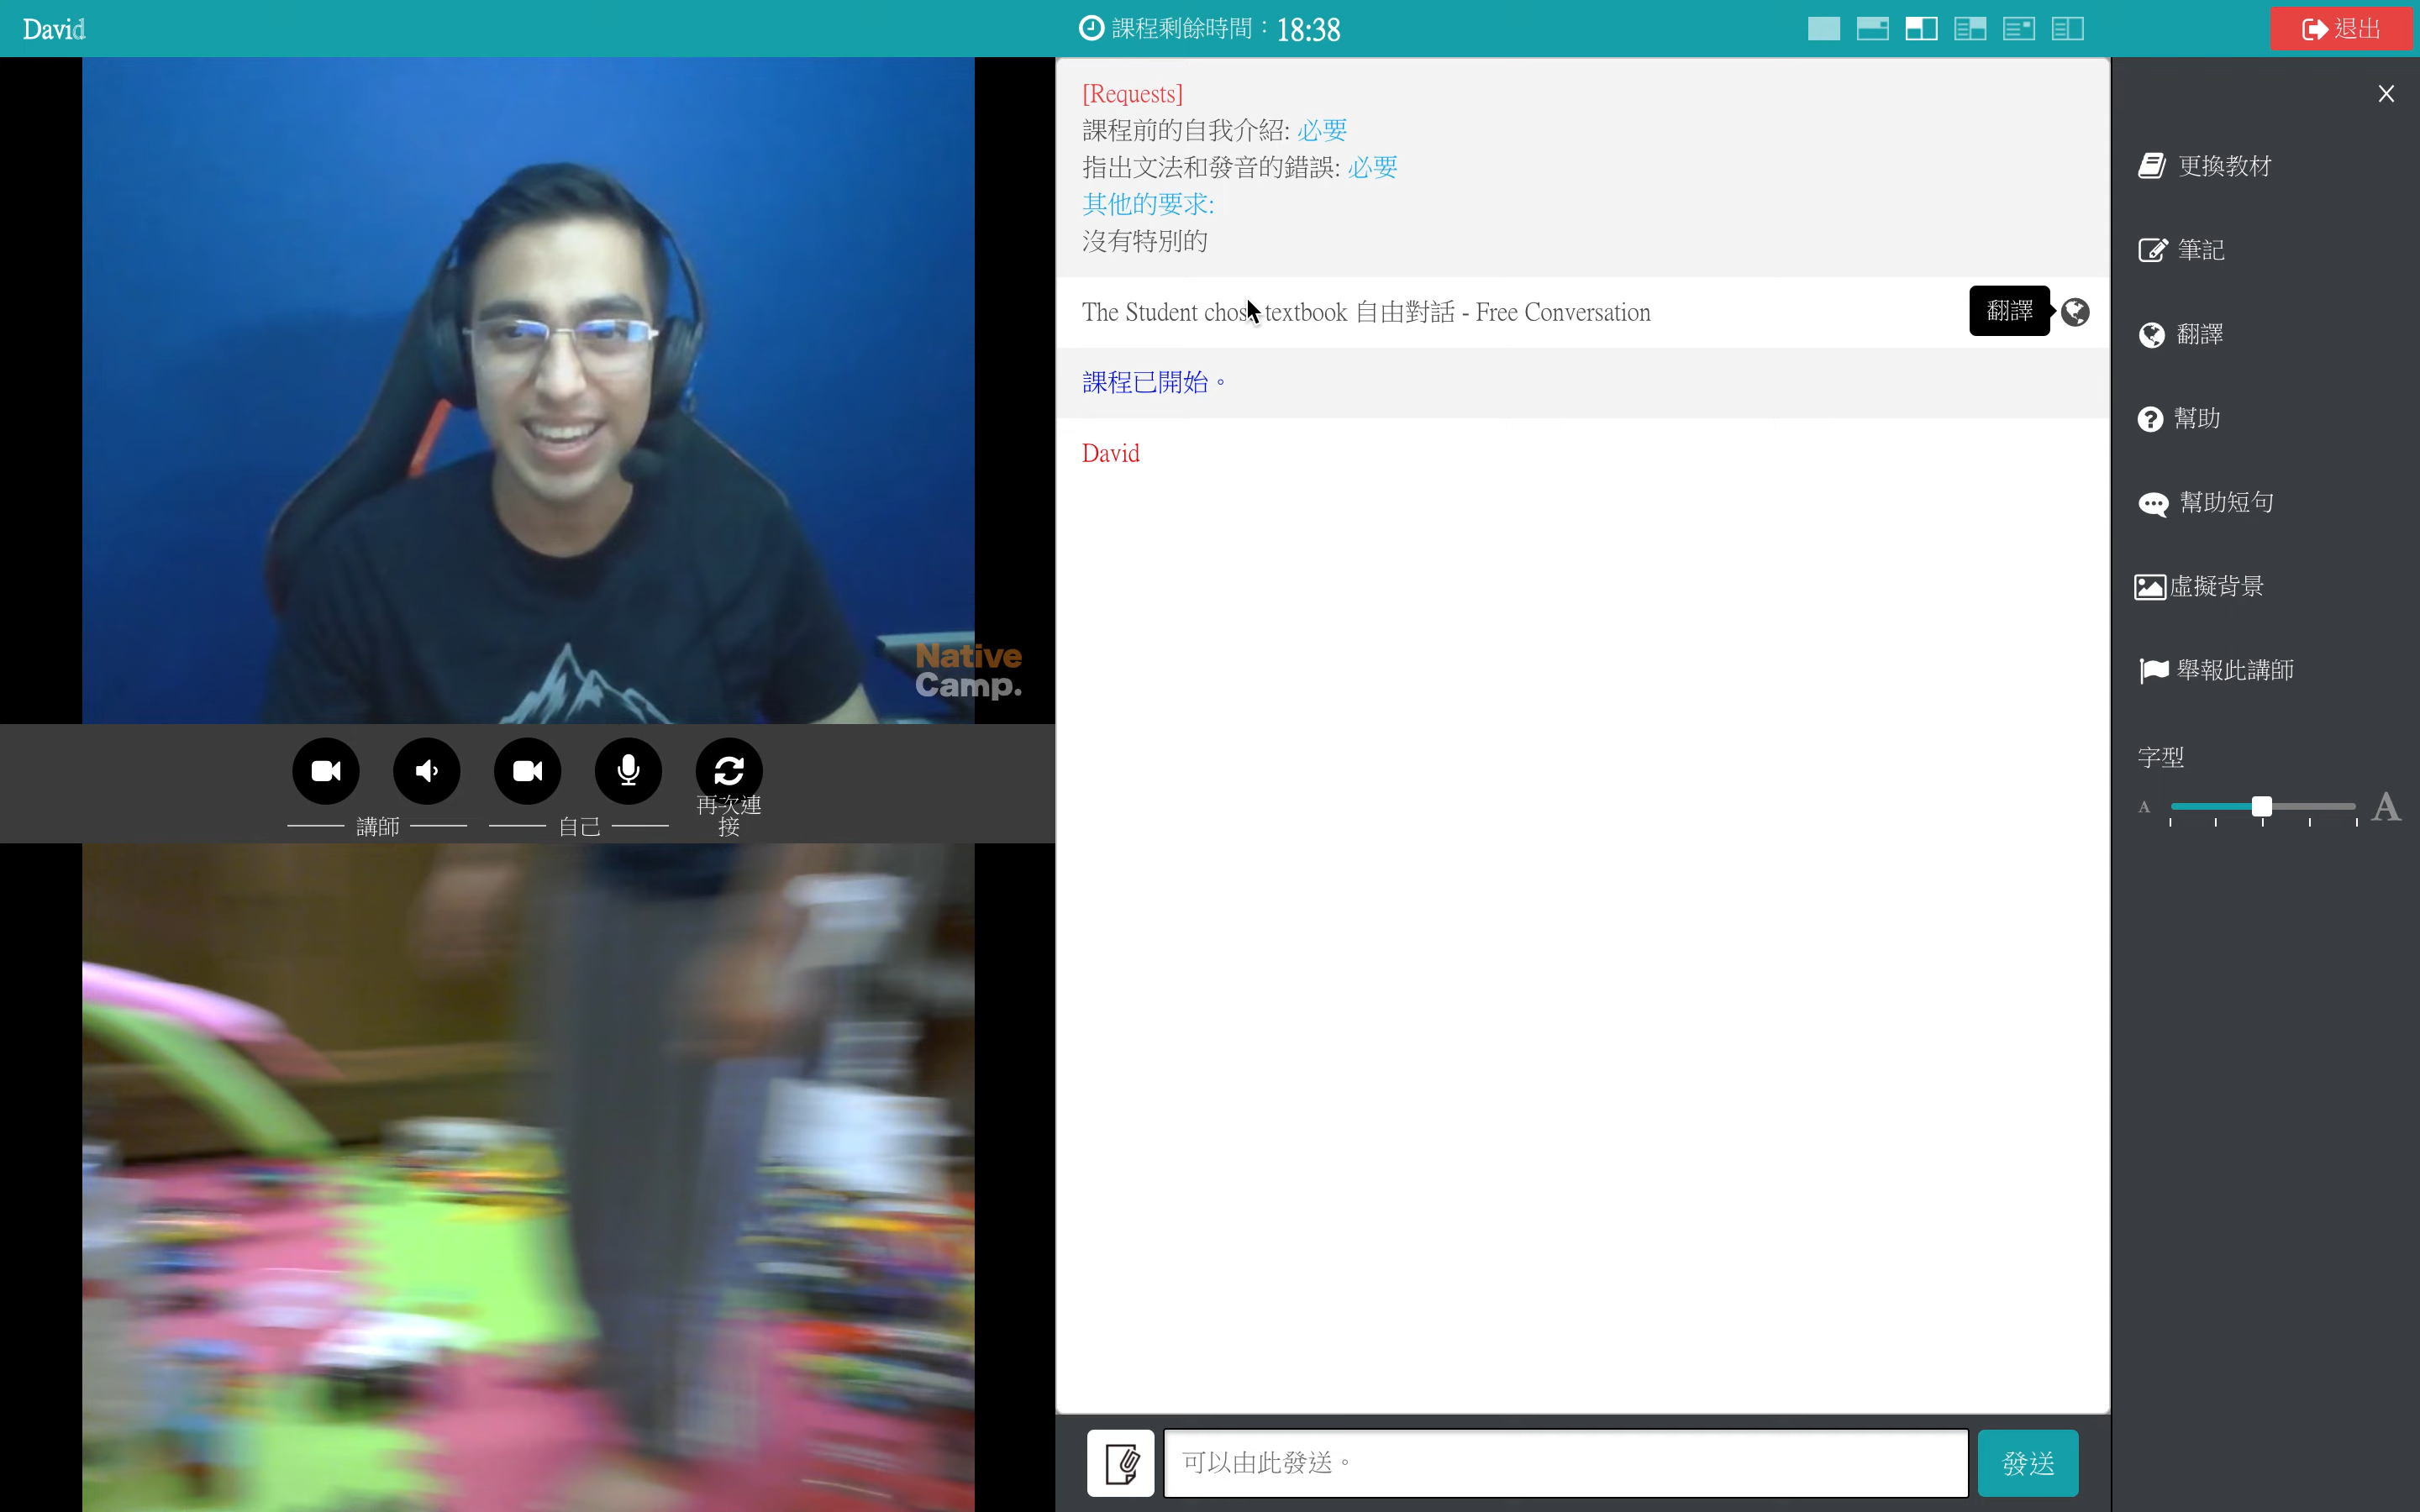 David
課程剩餘時間：18:38
退出
[Requests]
課程前的自我介紹: 必要
指出文法和發音的錯誤: 必要
其他的要求:
沒有特別的
The Student chos textbook 自由對話 - Free Conversation
翻譯
課程已開始。
David
Native
Camp.
講師
自己
再次連
接
更換教材
筆記
翻譯
幫助
幫助短句
虛擬背景
舉報此講師
字型
A
A
可以由此發送。
發送